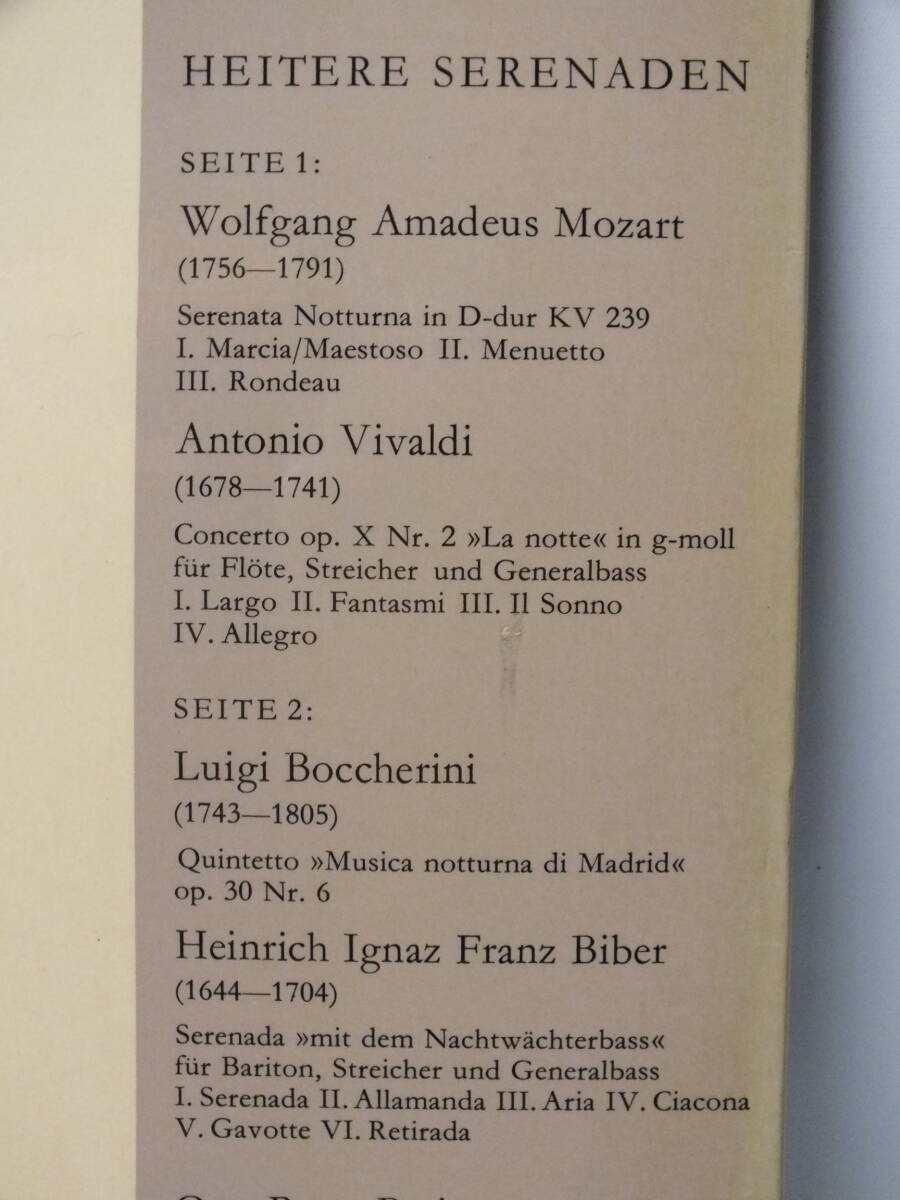 HEITERE SERENADEN
SEITE 1:
Wolfgang Amadeus Mozart
(1756—1791)
Serenata Notturna in D-dur KV 239
I. Marcia/Maestoso II. Menuetto
III. Rondeau
Antonio Vivaldi
(1678—1741)
Concerto op. X Nr. 2 »La notte« in g-moll
für Flöte, Streicher und Generalbass
I. Largo II. Fantasmi III. Il Sonno
IV. Allegro
SEITE 2:
Luigi Boccherini
(1743—1805)
Quintetto »Musica notturna di Madrid«
op. 30 Nr. 6
Heinrich Ignaz Franz Biber
(1644—1704)
Serenada »mit dem Nachtwächterbass«
für Bariton, Streicher und Generalbass
I. Serenada II. Allamanda III. Aria IV. Ciacona
V. Gavotte VI. Retirada